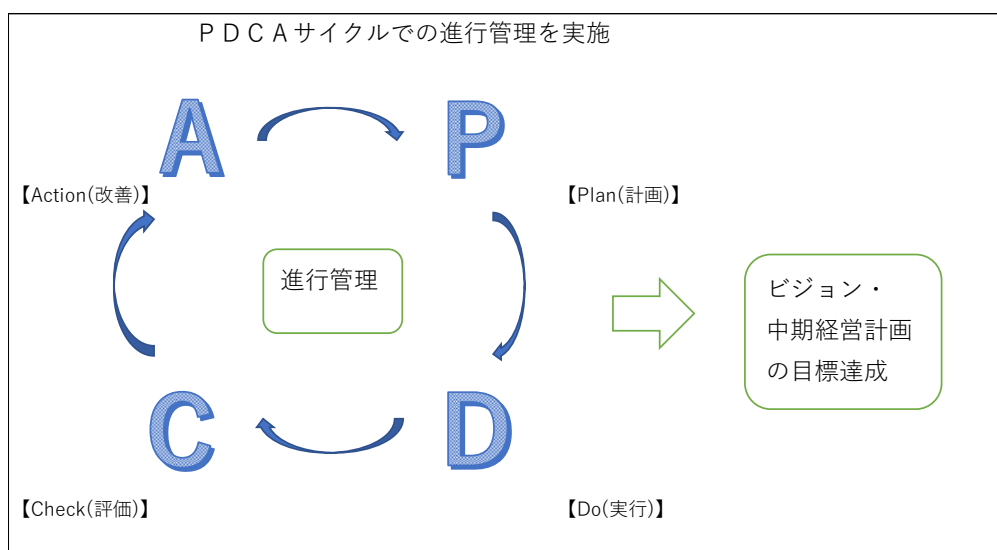 ＰＤＣＡサイクルでの進行管理を実施
A
P
【Action(改善)】
【Plan(計画)】
進行管理
ビジョン・
中期経営計画
の目標達成
C
D
【Check(評価)】
【Do(実行)】